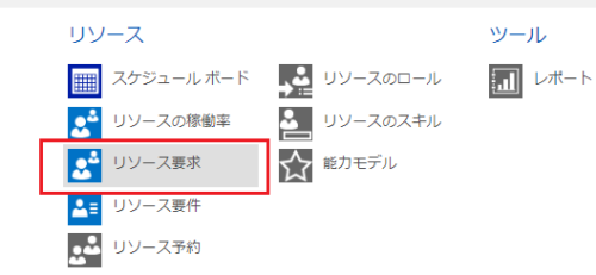 リソース
スケジュール ボード
リソースの稼働率
リソース要求
リソース要件
リソース予約
リソースのロール
リソースのスキル
能力モデル
ツール
レポート